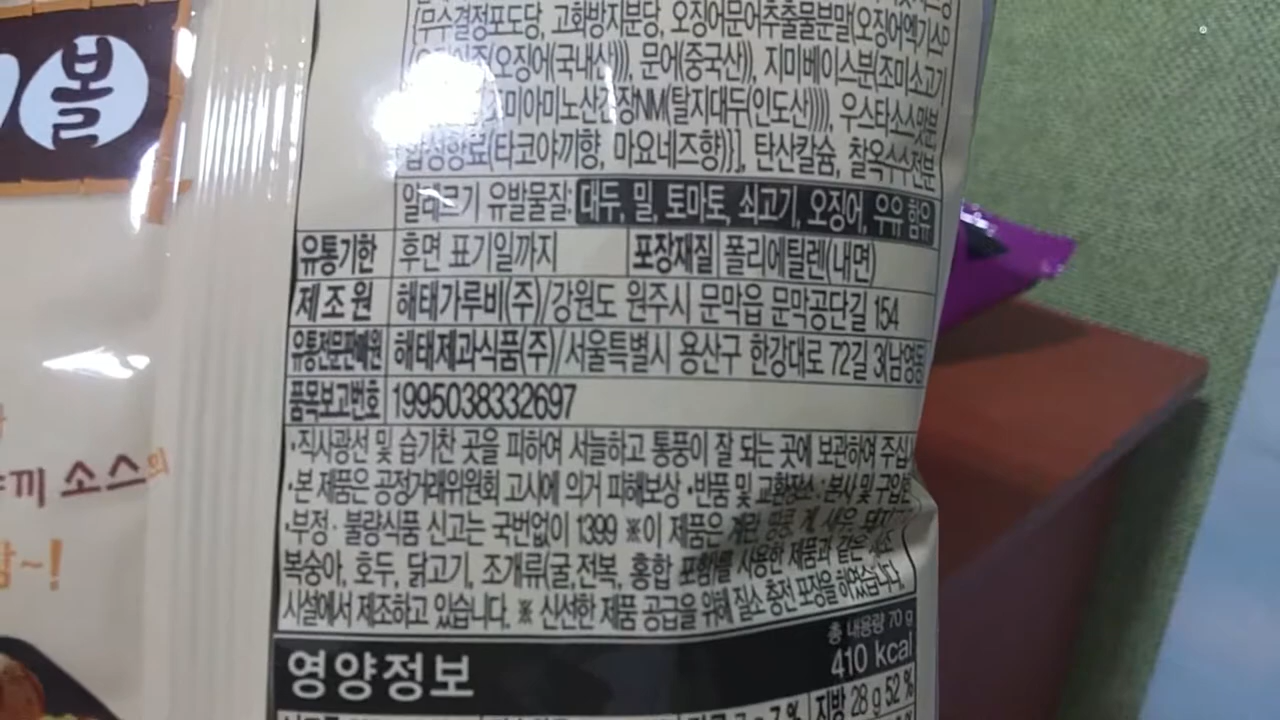 볼
(무수결정포도당, 고화방지분당, 오징어문어추출물분말(오징어엑기스
(오징어(국내산))), 문어(중국산)), 지미베이스분(조미소고기
조미아미노산간장NM(탈지대두(인도산)))), 우스타소스맛분
합성향료(타코야끼향, 마요네즈향)}], 탄산칼슘, 찰옥수수전분
알레르기 유발물질: 대두, 밀, 토마토, 쇠고기, 오징어, 우유 함유
유통기한 후면 표기일까지 포장재질 폴리에틸렌(내면)
제조원 해태가루비(주)/강원도 원주시 문막읍 문막공단길 154
유통전문판매원 해태제과식품(주)/서울특별시 용산구 한강대로 72길 3(남영동
품목보고번호 1995038332697
·직사광선 및 습기찬 곳을 피하여 서늘하고 통풍이 잘 되는 곳에 보관하여 주십
·본 제품은 공정거래위원회 고시에 의거 피해보상 ·반품 및 교환장소 : 본사 및 구입한
·부정·불량식품 신고는 국번없이 1399 ※이 제품은 계란, 땅콩, 게, 새우, 돼지
복숭아, 호두, 닭고기, 조개류(굴, 전복, 홍합 포함)를 사용한 제품과 같은 제조
시설에서 제조하고 있습니다. ※ 신선한 제품 공급을 위해 질소 충전 포장을 하였습니다.
끼 소스의
~!
영양정보
총 내용량 70 g
410 kcal
지방 28 g 52 %